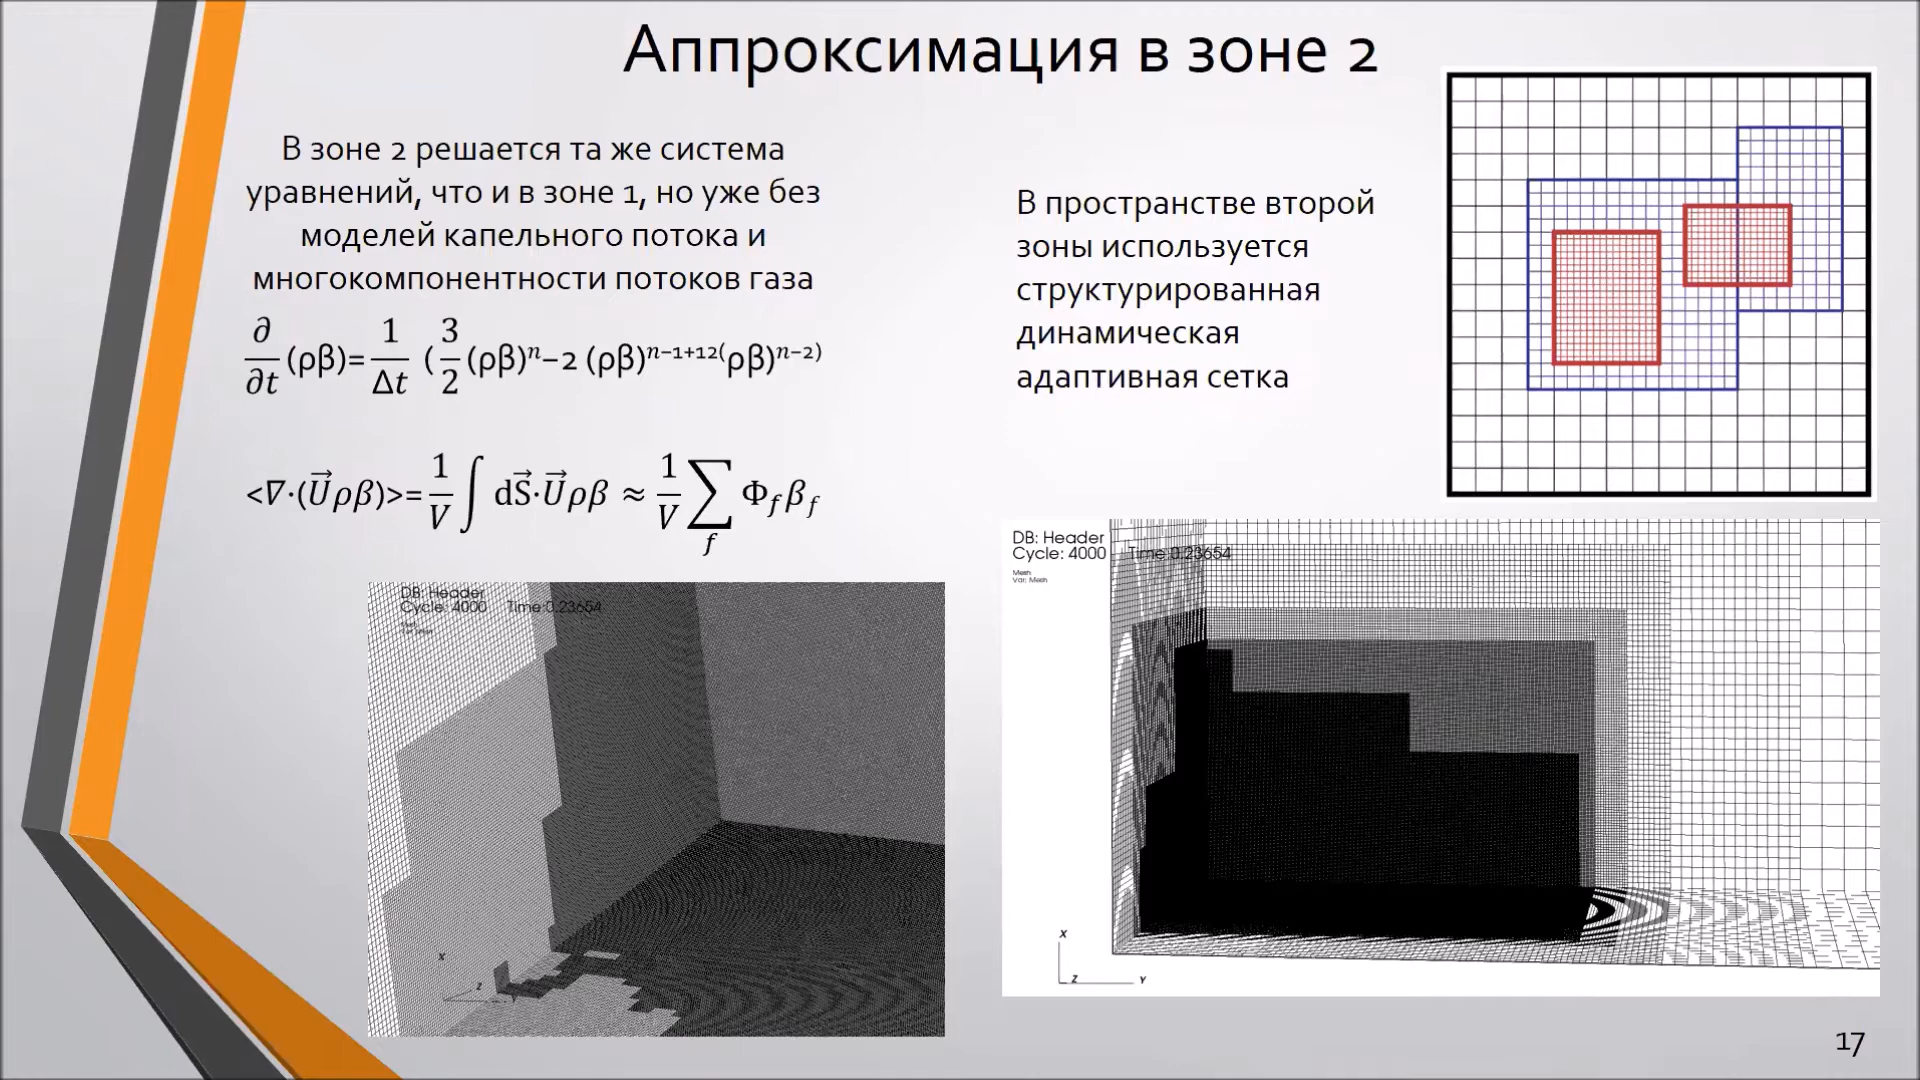 Аппроксимация в зоне 2
В зоне 2 решается та же система
уравнений, что и в зоне 1, но уже без
моделей капельного потока и
многокомпонентности потоков газа
∂/∂t (ρβ)= 1/Δt ( 3/2 (ρβ)ⁿ−2 (ρβ)ⁿ⁻¹⁺¹²⁽ρβ)ⁿ⁻²⁾
<∇·(U⃗ρβ)>= 1/V ∫ dS⃗·U⃗ρβ ≈ 1/V ∑_f Φ_f β_f
В пространстве второй
зоны используется
структурированная
динамическая
адаптивная сетка
DB: Header
Cycle: 4000 Time:0.23654
X
Z
DB: Header
Cycle: 4000 Time:0.23654
Mesh
Var: Mesh
X
Z Y
17